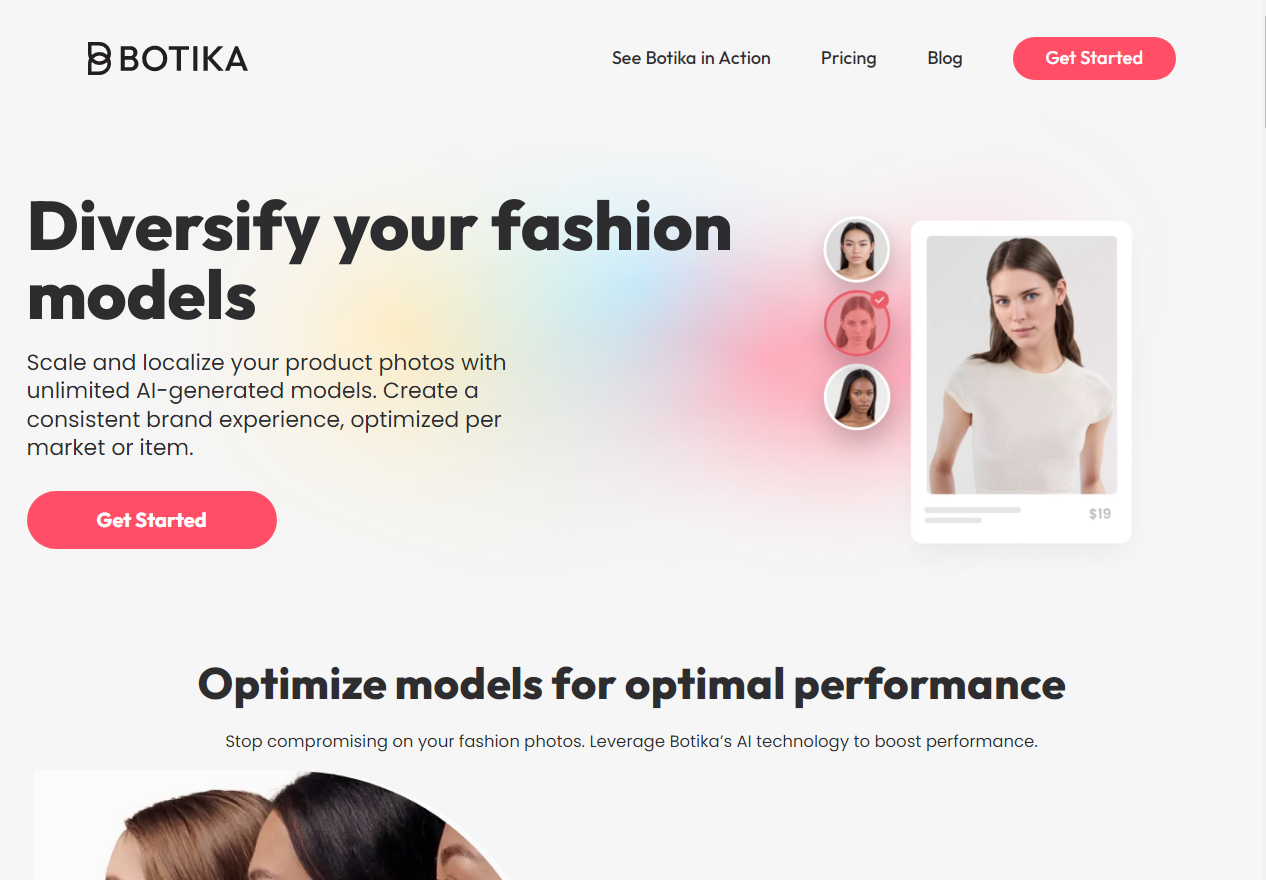 BOTIKA
See Botika in Action
Pricing
Blog
Get Started
Diversify your fashion
models
Scale and localize your product photos with
unlimited AI-generated models. Create a
consistent brand experience, optimized per
market or item.
Get Started
$19
Optimize models for optimal performance
Stop compromising on your fashion photos. Leverage Botika's AI technology to boost performance.